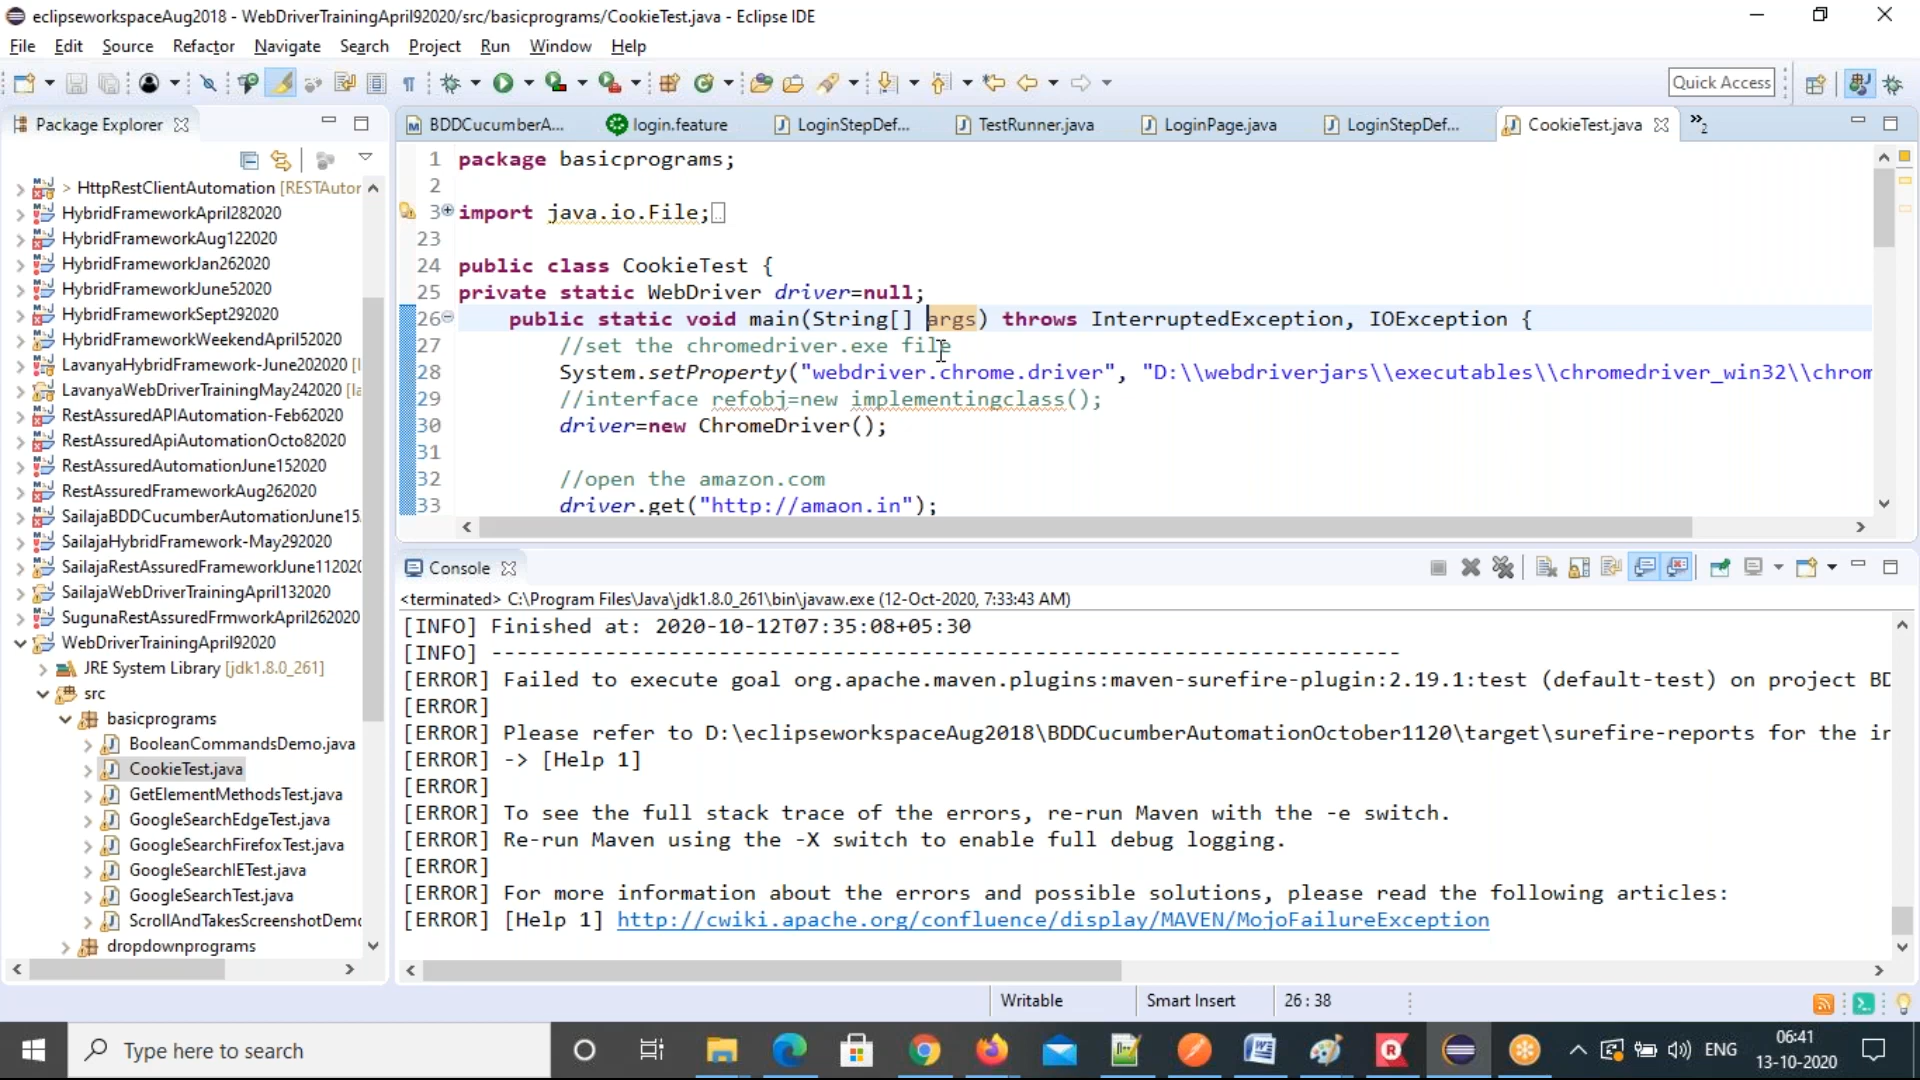 eclipseworkspaceAug2018 - WebDriverTrainingApril92020/src/basicprograms/CookieTest.java - Eclipse IDE
File Edit Source Refactor Navigate Search Project Run Window Help
Quick Access
Package Explorer
BDDCucumberA... login.feature LoginStepDef... TestRunner.java LoginPage.java LoginStepDef... CookieTest.java »2
> HttpRestClientAutomation [RESTAutor
HybridFrameworkApril282020
HybridFrameworkAug122020
HybridFrameworkJan262020
HybridFrameworkJune52020
HybridFrameworkSept292020
HybridFrameworkWeekendApril52020
LavanyaHybridFramework-June202020 [l
LavanyaWebDriverTrainingMay242020 [la
RestAssuredAPIAutomation-Feb62020
RestAssuredApiAutomationOcto82020
RestAssuredAutomationJune152020
RestAssuredFrameworkAug262020
SailajaBDDCucumberAutomationJune15
SailajaHybridFramework-May292020
SailajaRestAssuredFrameworkJune112020
SailajaWebDriverTrainingApril132020
SugunaRestAssuredFrmworkApril262020
WebDriverTrainingApril92020
JRE System Library [jdk1.8.0_261]
src
basicprograms
BooleanCommandsDemo.java
CookieTest.java
GetElementMethodsTest.java
GoogleSearchEdgeTest.java
GoogleSearchFirefoxTest.java
GoogleSearchIETest.java
GoogleSearchTest.java
ScrollAndTakesScreenshotDemo
dropdownprograms
1 package basicprograms;
2
3 import java.io.File;
23
24 public class CookieTest {
25 private static WebDriver driver=null;
26 public static void main(String[] args) throws InterruptedException, IOException {
27 //set the chromedriver.exe file
28 System.setProperty("webdriver.chrome.driver", "D:\\webdriverjars\\executables\\chromedriver_win32\\chrom
29 //interface refobj=new implementingclass();
30 driver=new ChromeDriver();
31
32 //open the amazon.com
33 driver.get("http://amaon.in");
Console
<terminated> C:\Program Files\Java\jdk1.8.0_261\bin\javaw.exe (12-Oct-2020, 7:33:43 AM)
[INFO] Finished at: 2020-10-12T07:35:08+05:30
[INFO] ------------------------------------------------------------------------
[ERROR] Failed to execute goal org.apache.maven.plugins:maven-surefire-plugin:2.19.1:test (default-test) on project BD
[ERROR]
[ERROR] Please refer to D:\eclipseworkspaceAug2018\BDDCucumberAutomationOctober1120\target\surefire-reports for the in
[ERROR] -> [Help 1]
[ERROR]
[ERROR] To see the full stack trace of the errors, re-run Maven with the -e switch.
[ERROR] Re-run Maven using the -X switch to enable full debug logging.
[ERROR]
[ERROR] For more information about the errors and possible solutions, please read the following articles:
[ERROR] [Help 1] http://cwiki.apache.org/confluence/display/MAVEN/MojoFailureException
Writable Smart Insert 26 : 38
Type here to search
ENG
06:41
13-10-2020